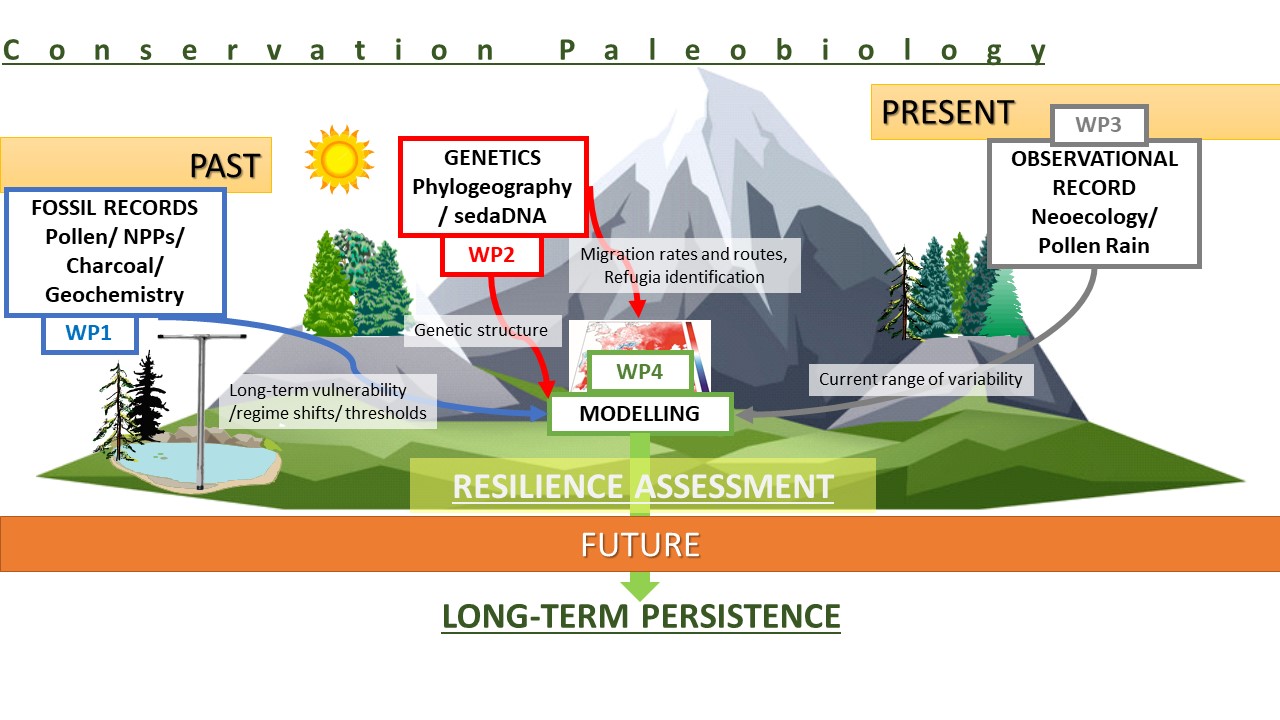 Conservation Paleobiology
PRESENT
WP3
OBSERVATIONAL
RECORD
Neoecology/
Pollen Rain
PAST
FOSSIL RECORDS
Pollen/ NPPs/
Charcoal/
Geochemistry
WP1
GENETICS
Phylogeography
/ sedaDNA
WP2
Migration rates and routes,
Refugia identification
Genetic structure
Long-term vulnerability
/regime shifts/ thresholds
Current range of variability
WP4
MODELLING
RESILIENCE ASSESSMENT
FUTURE
LONG-TERM PERSISTENCE